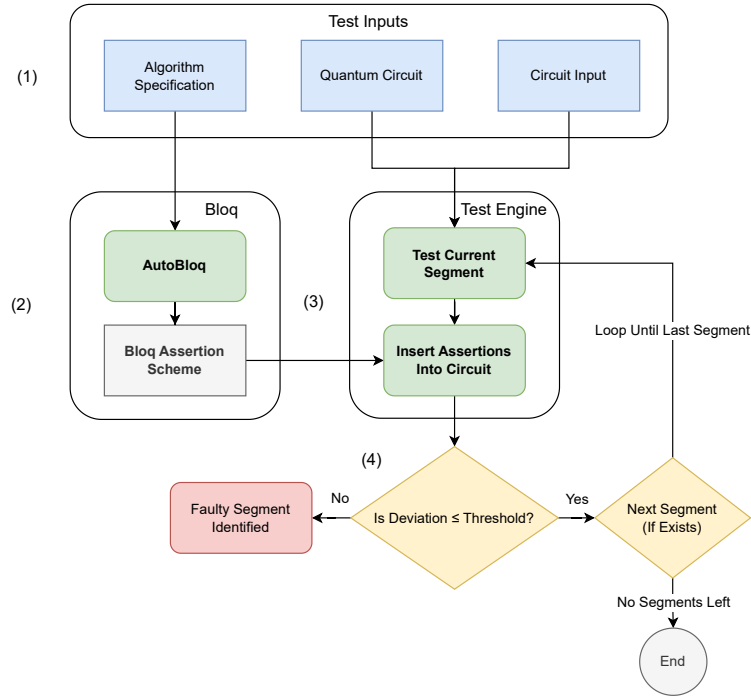 Test Inputs
(1)
Algorithm
Specification
Quantum Circuit
Circuit Input
Bloq
Test Engine
AutoBloq
Test Current
Segment
(2)
(3)
Bloq Assertion
Scheme
Insert Assertions
Into Circuit
Loop Until Last Segment
(4)
Faulty Segment
Identified
No
Is Deviation ≤ Threshold?
Yes
Next Segment
(If Exists)
No Segments Left
End